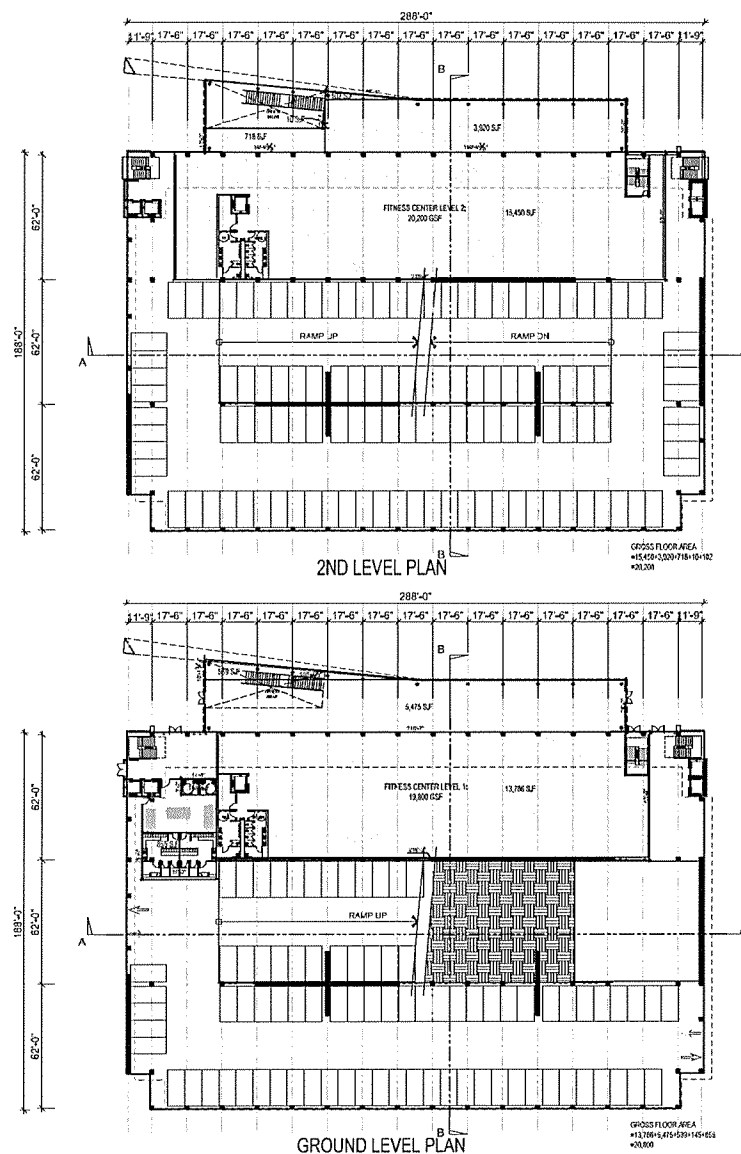 288'-0"
11'-9" 17'-6" 17'-6" 17'-6" 17'-6" 17'-6" 17'-6" 17'-6" 17'-6" 17'-6" 17'-6" 17'-6" 17'-6" 17'-6" 17'-6" 17'-6" 11'-9"
B
718 S.F
3,920 S.F
FITNESS CENTER LEVEL 2:
20,200 GSF
15,450 S.F
188'-0"
62'-0"
62'-0"
62'-0"
RAMP UP
RAMP DN
A
B
2ND LEVEL PLAN
GROSS FLOOR AREA
=15,450+3,920+718+10+102
=20,200
288'-0"
11'-9" 17'-6" 17'-6" 17'-6" 17'-6" 17'-6" 17'-6" 17'-6" 17'-6" 17'-6" 17'-6" 17'-6" 17'-6" 17'-6" 17'-6" 17'-6" 11'-9"
B
5,475 S.F
FITNESS CENTER LEVEL 1:
19,800 GSF
13,786 S.F
188'-0"
62'-0"
62'-0"
62'-0"
RAMP UP
A
B
GROUND LEVEL PLAN
GROSS FLOOR AREA